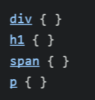 div { }
h1 { }
span { }
p { }